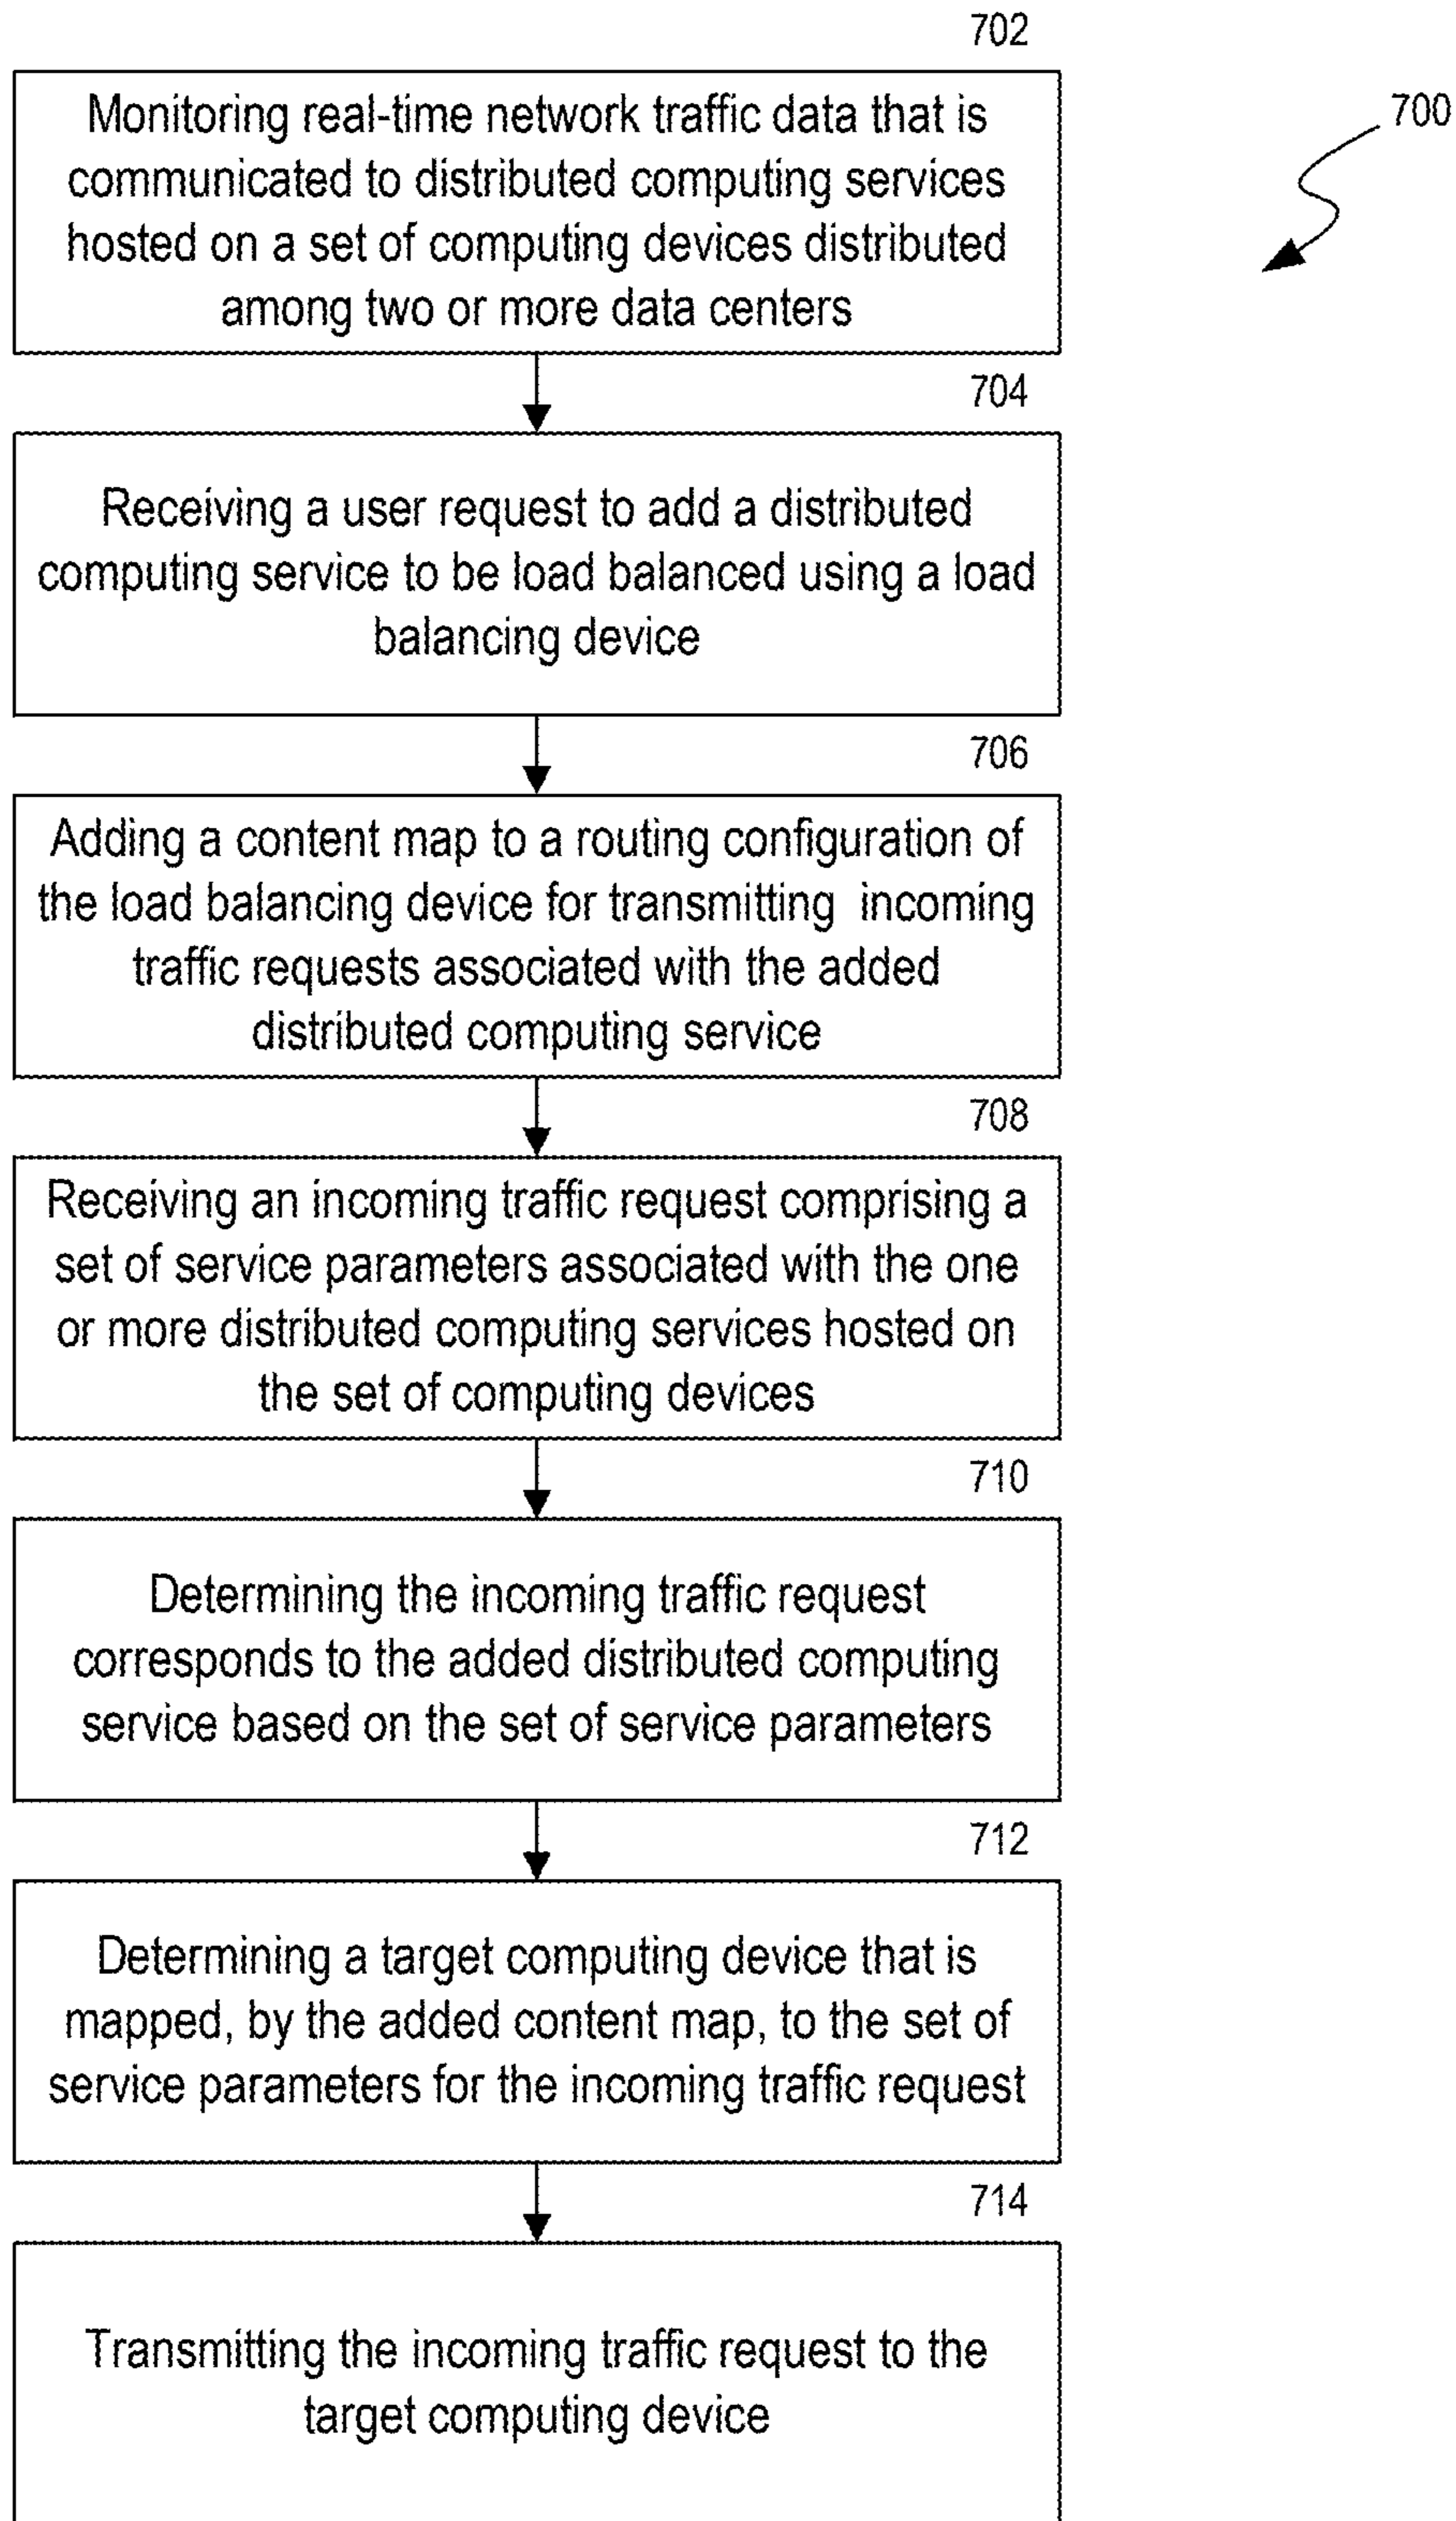 702
700
Monitoring real-time network traffic data that is
communicated to distributed computing services
hosted on a set of computing devices distributed
among two or more data centers
704
Receiving a user request to add a distributed
computing service to be load balanced using a load
balancing device
706
Adding a content map to a routing configuration of
the load balancing device for transmitting incoming
traffic requests associated with the added
distributed computing service
708
Receiving an incoming traffic request comprising a
set of service parameters associated with the one
or more distributed computing services hosted on
the set of computing devices
710
Determining the incoming traffic request
corresponds to the added distributed computing
service based on the set of service parameters
712
Determining a target computing device that is
mapped, by the added content map, to the set of
service parameters for the incoming traffic request
714
Transmitting the incoming traffic request to the
target computing device